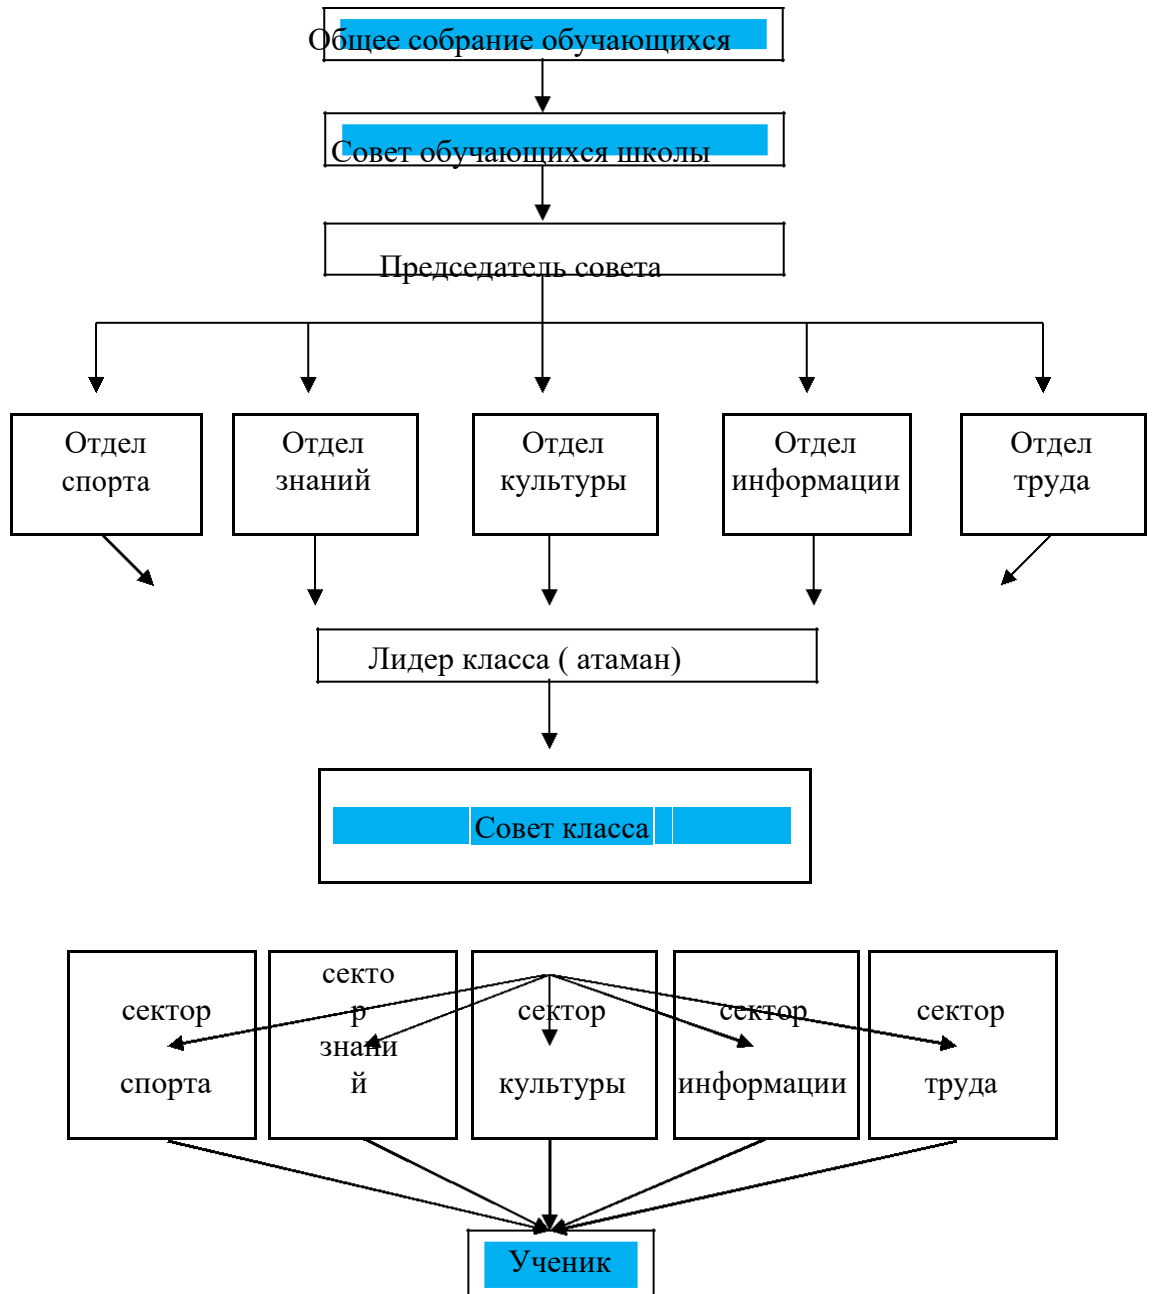 Общее собрание обучающихся
Совет обучающихся школы
Председатель совета
Отдел
спорта
Отдел
знаний
Отдел
культуры
Отдел
информации
Отдел
труда
Лидер класса ( атаман)
Совет класса
сектор
спорта
секто
р
знани
й
сектор
культуры
сектор
информации
сектор
труда
Ученик